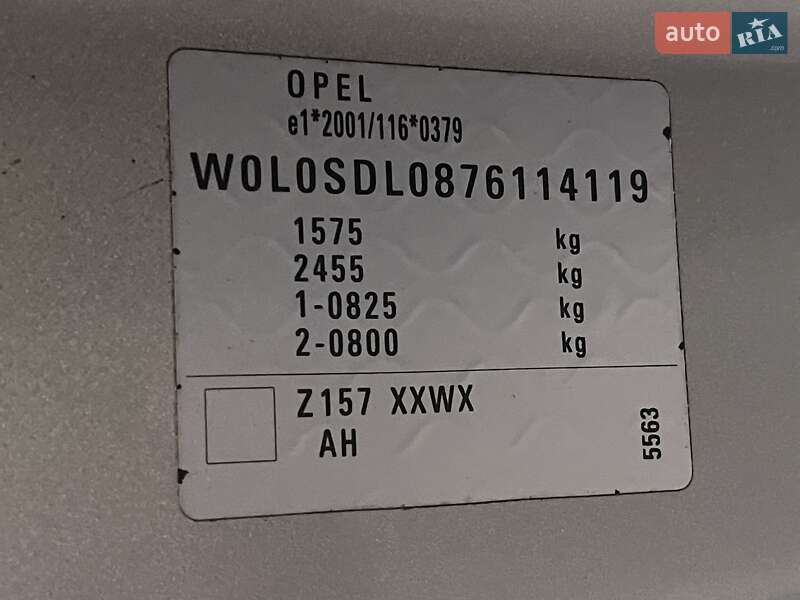 auto RIA .com
OPEL
e1*2001/116*0379
W0L0SDL0876114119
1575 kg
2455 kg
1-0825 kg
2-0800 kg
Z157 XXWX
AH
5563